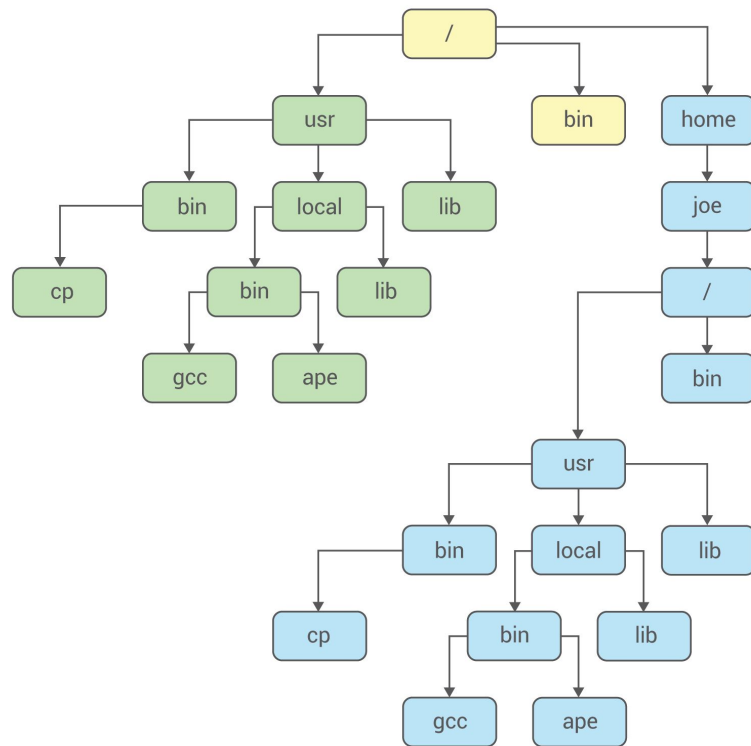 /
usr
bin
home
bin
local
lib
joe
cp
bin
lib
/
gcc
ape
bin
usr
bin
local
lib
cp
bin
lib
gcc
ape